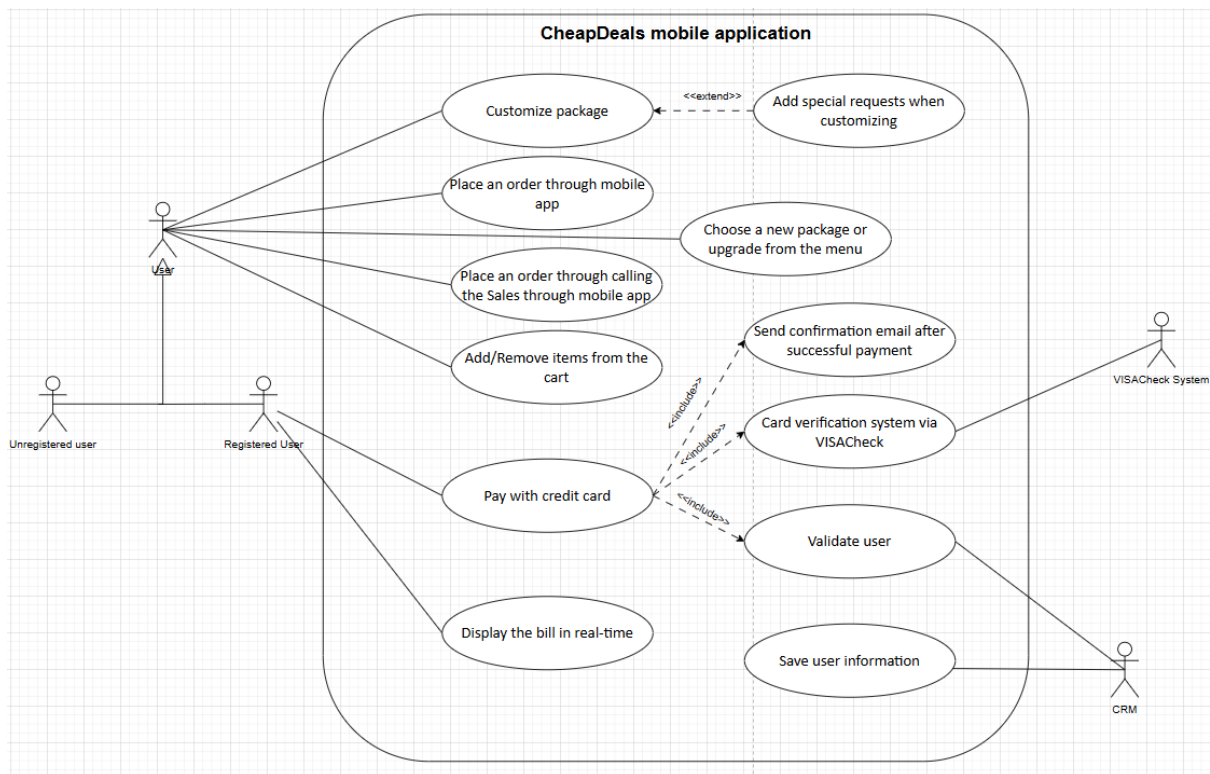 CheapDeals mobile application
Customize package
<<extend>>
Add special requests when
customizing
Place an order through mobile
app
Choose a new package or
upgrade from the menu
User
Place an order through calling
the Sales through mobile app
Send confirmation email after
successful payment
Add/Remove items from the
cart
VISACheck System
<<include>>
Card verification system via
VISACheck
<<include>>
Unregistered user
Registered User
Pay with credit card
<<include>>
Validate user
Display the bill in real-time
Save user information
CRM